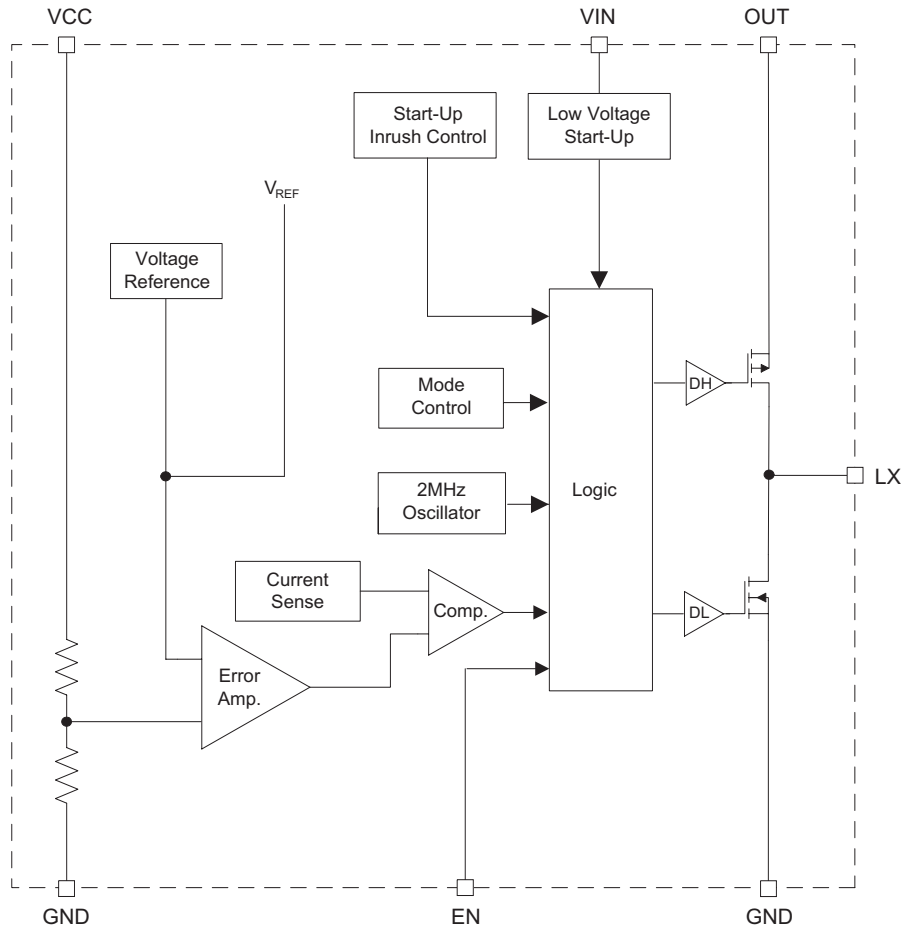 VCC
VIN
OUT
Start-Up
Inrush Control
Low Voltage
Start-Up
VREF
Voltage
Reference
DH
Mode
Control
2MHz
Oscillator
Logic
LX
Current
Sense
Comp.
DL
Error
Amp.
GND
EN
GND